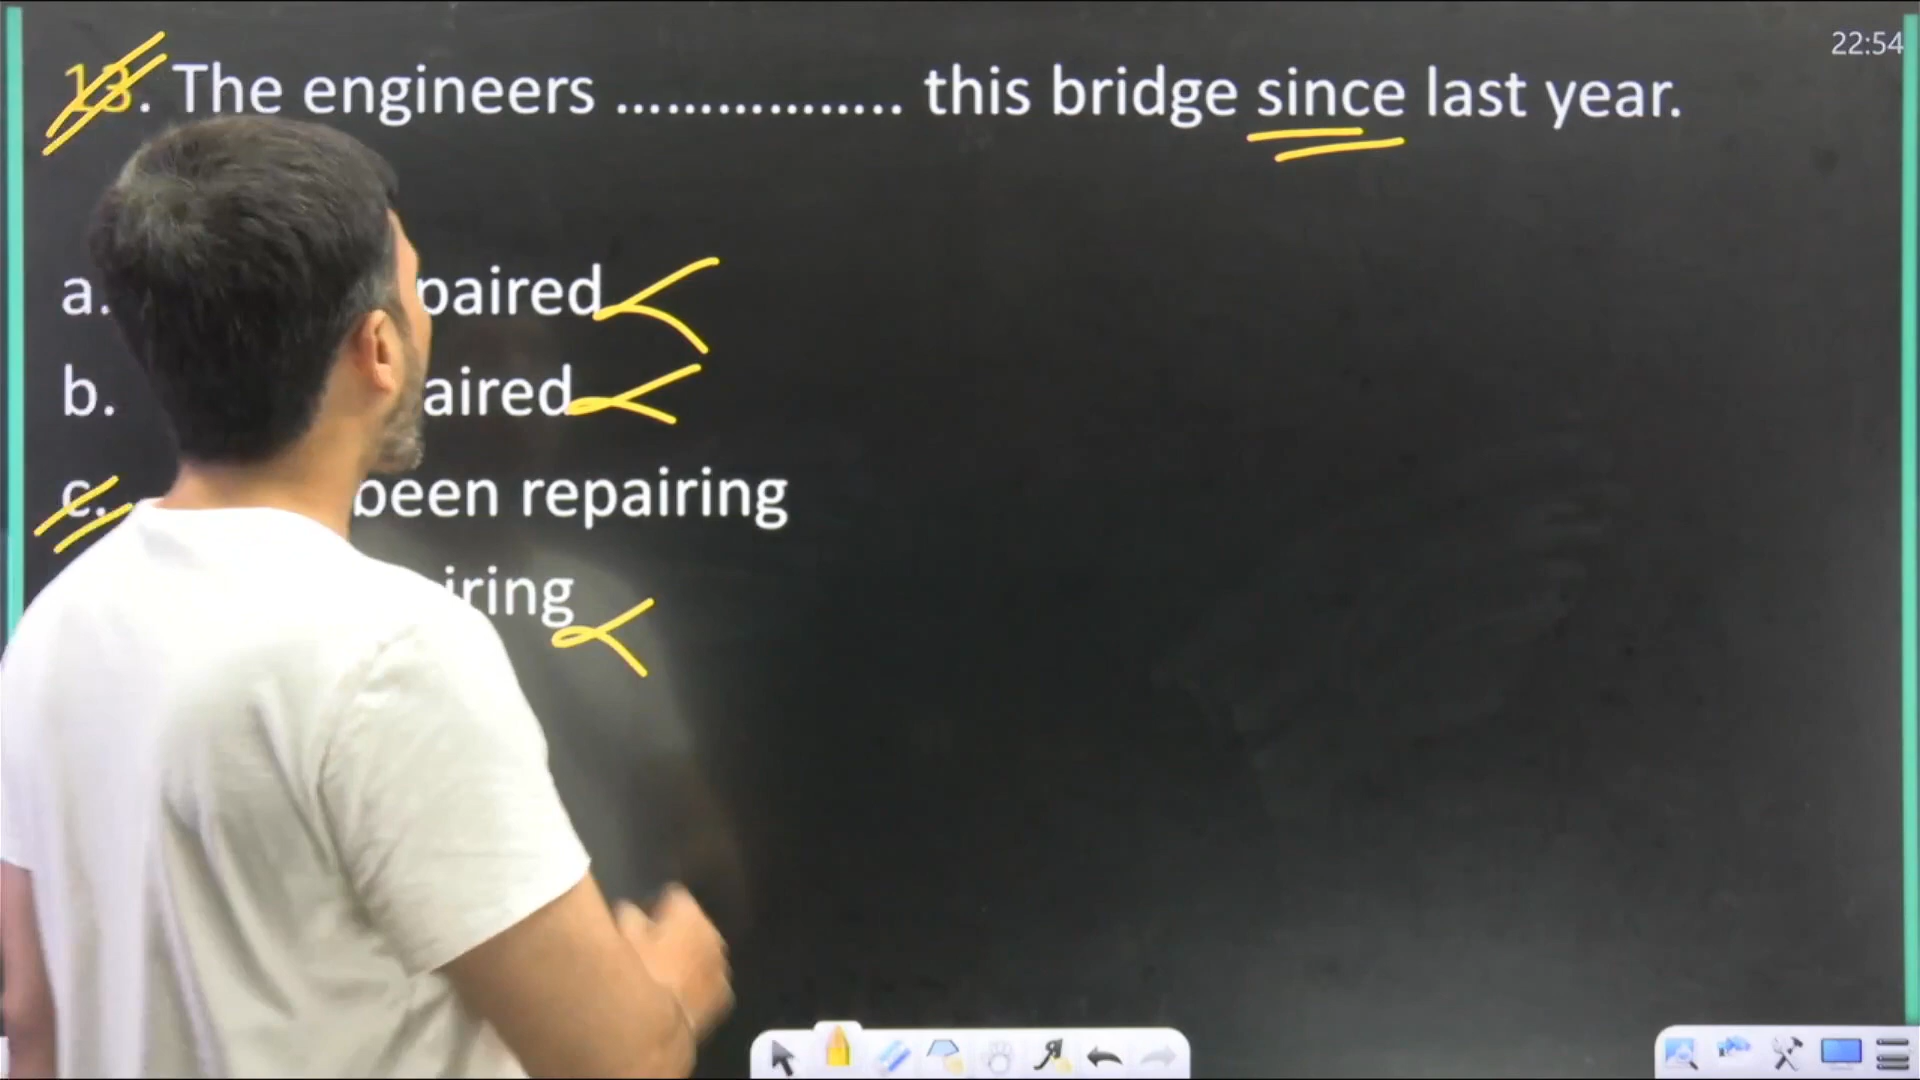 22:54
13. The engineers ................. this bridge since last year.
a. paired
b. aired
c. been repairing
iring